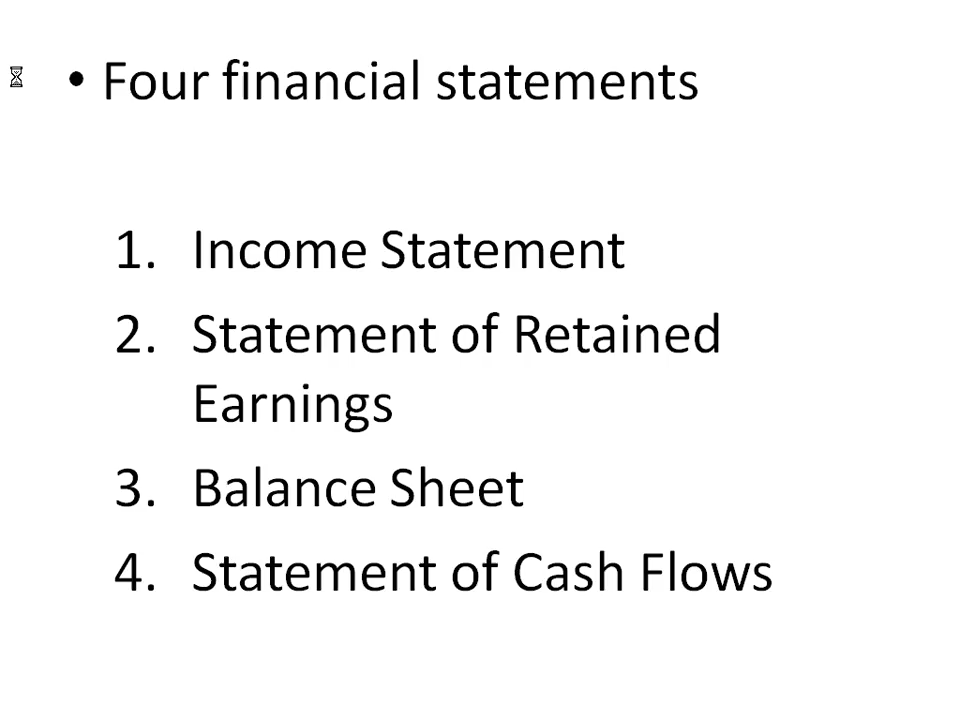 • Four financial statements
1. Income Statement
2. Statement of Retained
Earnings
3. Balance Sheet
4. Statement of Cash Flows